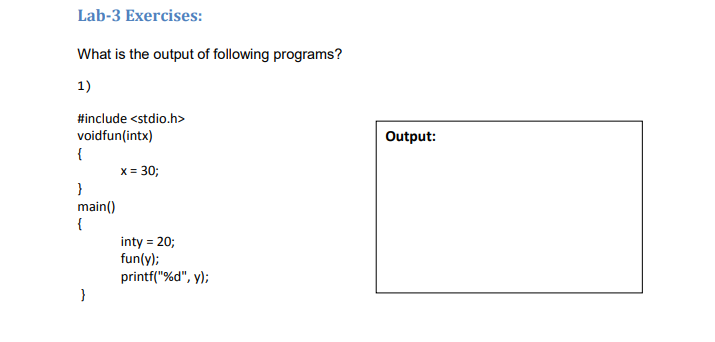 Lab-3 Exercises:
What is the output of following programs?
1)
#include <stdio.h>
voidfun(intx)
{
x = 30;
}
main()
{
inty = 20;
fun(y);
printf("%d", y);
}
Output: